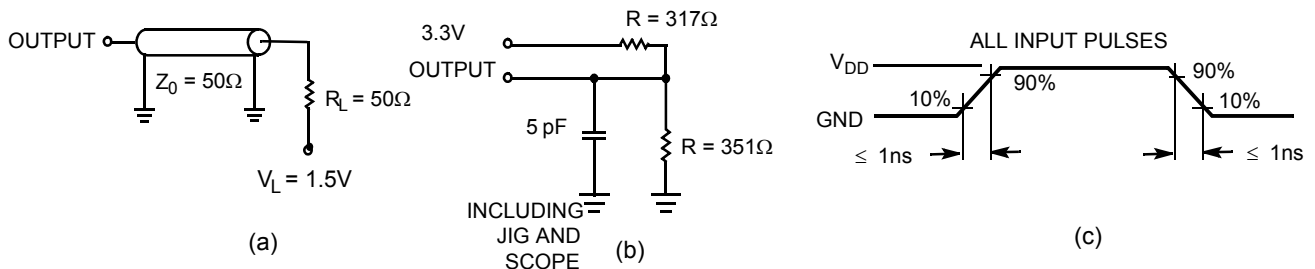 OUTPUT
Z0 = 50Ω
RL = 50Ω
VL = 1.5V
(a)
R = 317Ω
3.3V
OUTPUT
5 pF
R = 351Ω
INCLUDING
JIG AND
SCOPE
(b)
ALL INPUT PULSES
VDD
90%
90%
10%
10%
GND
≤ 1ns
≤ 1ns
(c)